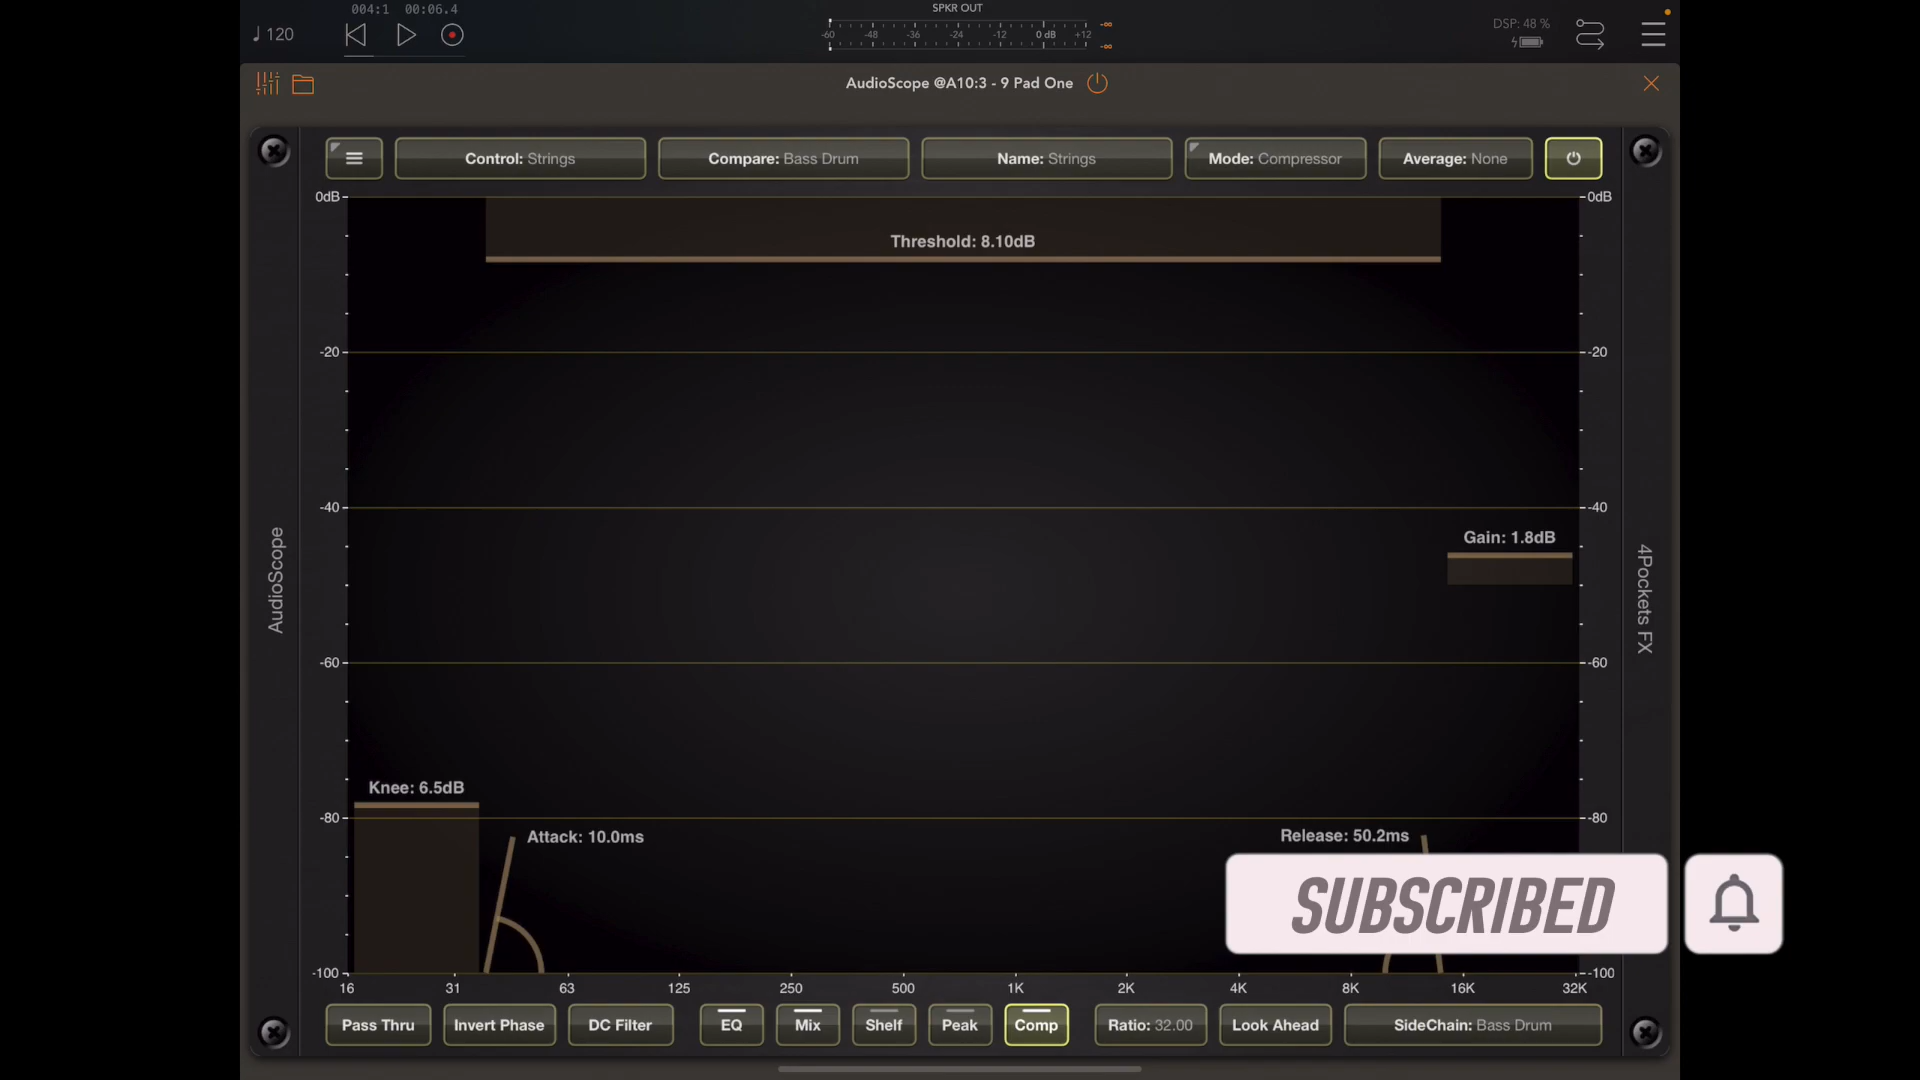 004:1 00:06.4
SPKR OUT
120
-60 -48 -36 -24 -12 0 dB +12
-∞
-∞
DSP: 48 %
AudioScope @A10:3 - 9 Pad One
Control: Strings
Compare: Bass Drum
Name: Strings
Mode: Compressor
Average: None
0dB
0dB
Threshold: 8.10dB
-20
-20
-40
-40
Gain: 1.8dB
AudioScope
4Pockets FX
-60
-60
Knee: 6.5dB
-80
-80
Attack: 10.0ms
Release: 50.2ms
SUBSCRIBED
-100
-100
16 31 63 125 250 500 1K 2K 4K 8K 16K 32K
Pass Thru
Invert Phase
DC Filter
EQ
Mix
Shelf
Peak
Comp
Ratio: 32.00
Look Ahead
SideChain: Bass Drum